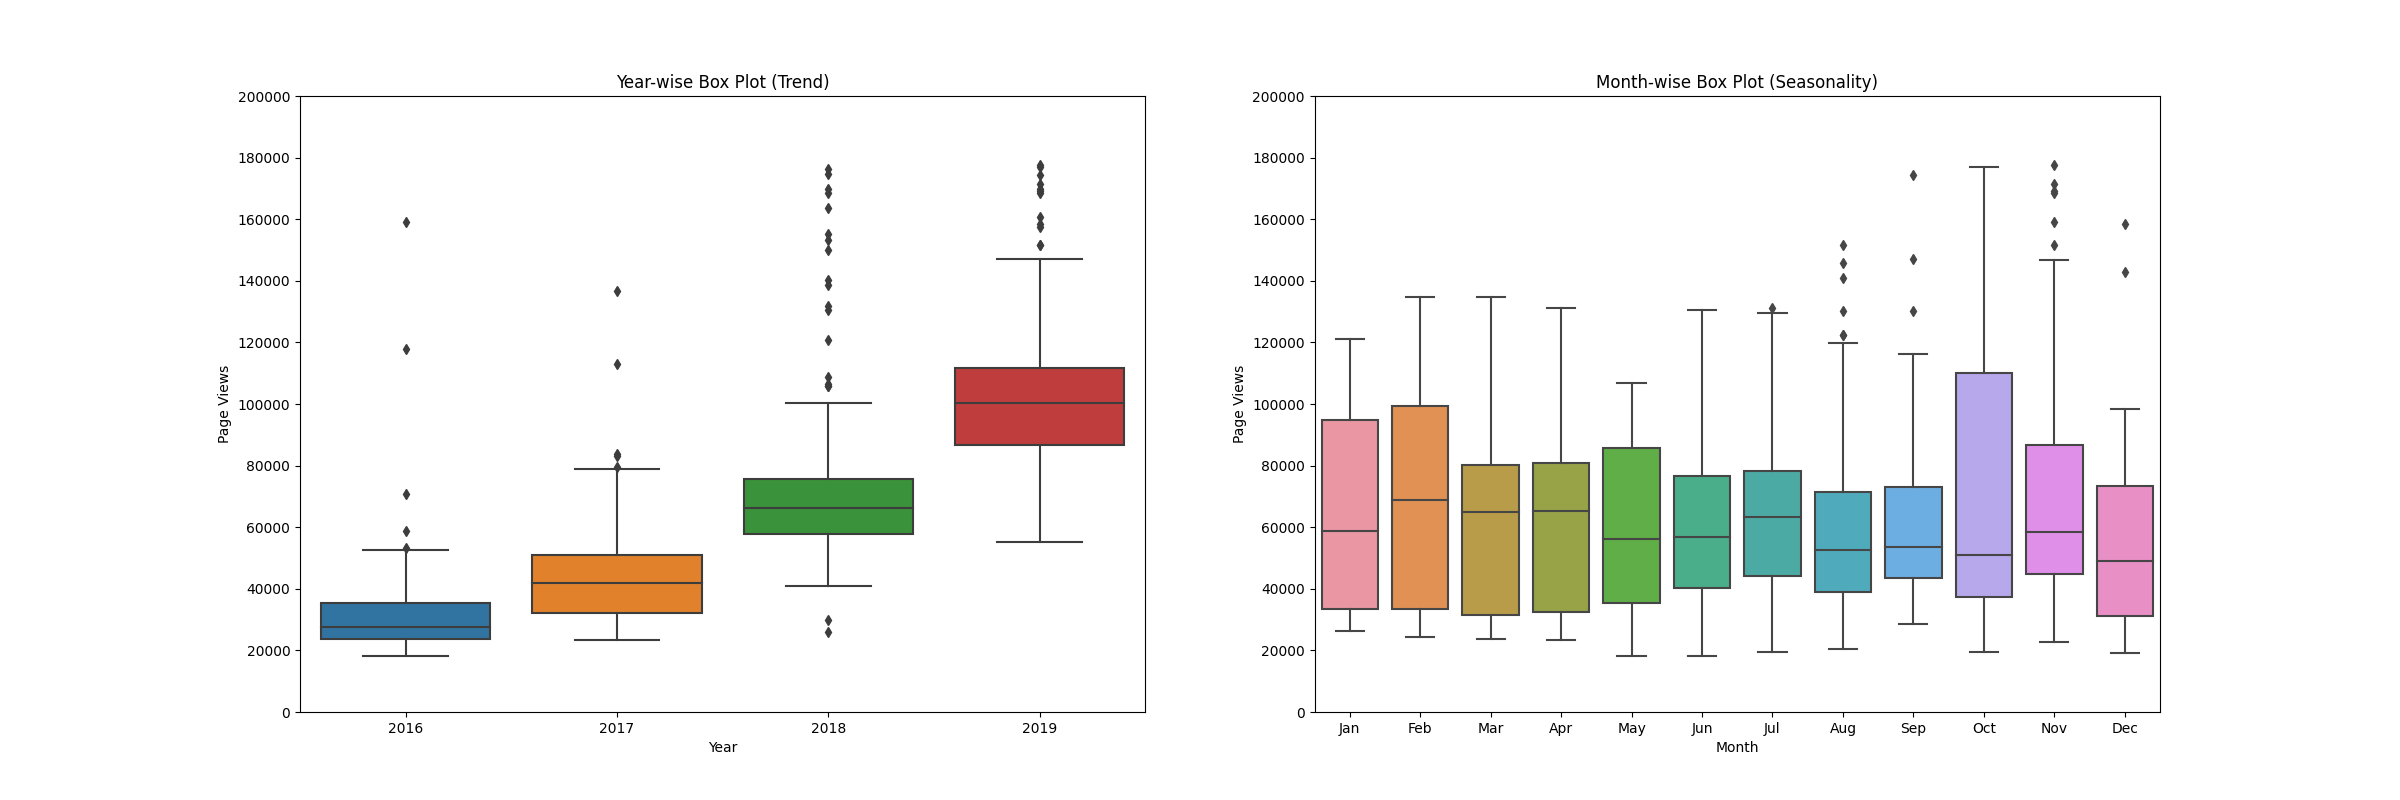 Year-wise Box Plot (Trend)
200000
180000
160000
140000
120000
100000
80000
60000
40000
20000
0
Page Views
2016 2017 2018 2019
Year
Month-wise Box Plot (Seasonality)
200000
180000
160000
140000
120000
100000
80000
60000
40000
20000
0
Page Views
Jan Feb Mar Apr May Jun Jul Aug Sep Oct Nov Dec
Month